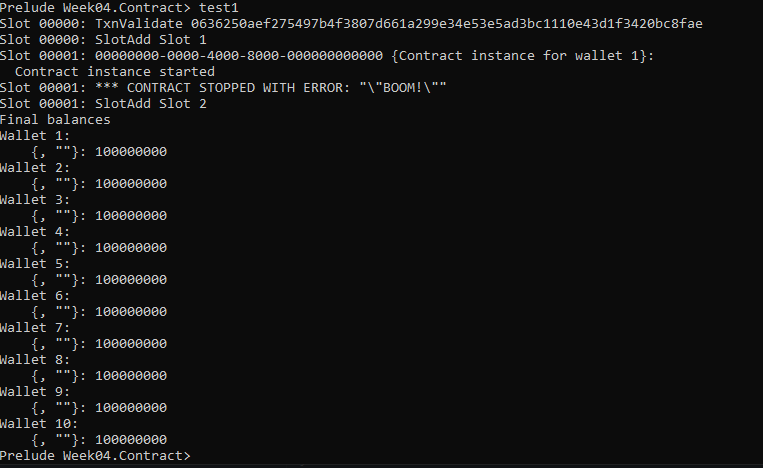 Prelude Week04.Contract> test1
Slot 00000: TxnValidate 0636250aef275497b4f3807d661a299e34e53e5ad3bc1110e43d1f3420bc8fae
Slot 00000: SlotAdd Slot 1
Slot 00001: 00000000-0000-4000-8000-000000000000 {Contract instance for wallet 1}:
  Contract instance started
Slot 00001: *** CONTRACT STOPPED WITH ERROR: "\"BOOM!\""
Slot 00001: SlotAdd Slot 2
Final balances
Wallet 1:
    {, ""}: 100000000
Wallet 2:
    {, ""}: 100000000
Wallet 3:
    {, ""}: 100000000
Wallet 4:
    {, ""}: 100000000
Wallet 5:
    {, ""}: 100000000
Wallet 6:
    {, ""}: 100000000
Wallet 7:
    {, ""}: 100000000
Wallet 8:
    {, ""}: 100000000
Wallet 9:
    {, ""}: 100000000
Wallet 10:
    {, ""}: 100000000
Prelude Week04.Contract>